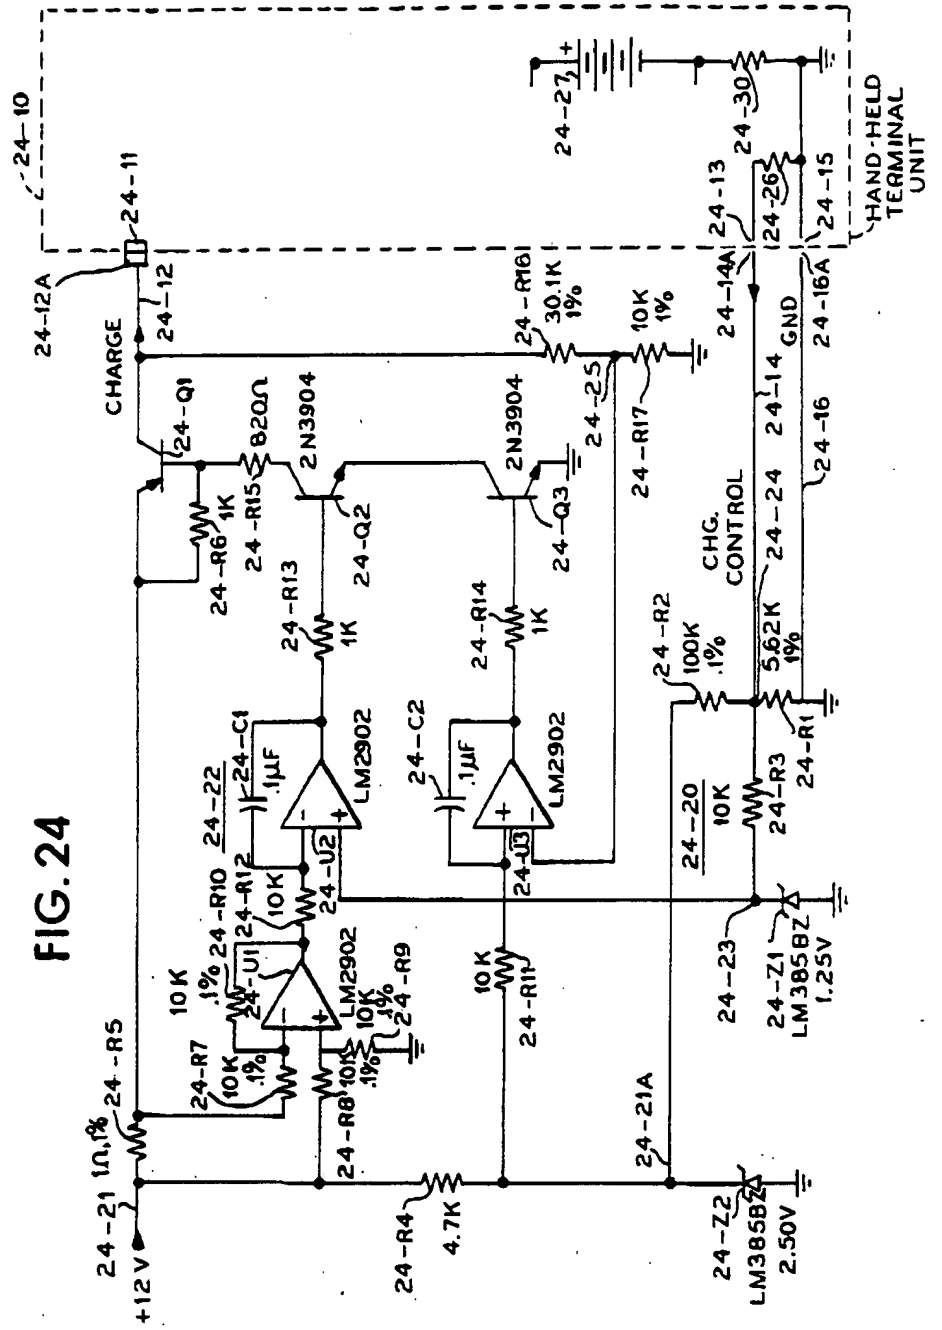 FIG. 24
24-10
24-11
24-12A
24-12
CHARGE
24-Q1
24-R6
1K
24-R15
820Ω
2N3904
24-Q2
24-R13
1K
24-R16
30.1K
1%
24-25
10K
1%
24-R17
2N3904
24-Q3
24-R14
1K
24-27
+
24-30
24-13
24-26
24-15
HAND-HELD
TERMINAL
UNIT
24-14A
24-16A
GND
24-14
24-16
CHG.
CONTROL
24-24
24-R2
100K
.1%
5.62K
1%
24-R1
24-20
10K
24-R3
24-23
24-Z1
LM385BZ
1.25V
24-22
24-C1
.1µF
LM2902
-
+
24-U2
24-C2
.1µF
LM2902
+
-
24-U3
24-R12
10K
24-R10
10K
.1%
24-U1
LM2902
-
+
10K
.1%
24-R9
24-R7
10K
.1%
24-R8
10K
.1%
10K
24-R11
24-R5
1Ω,1%
24-21
+12V
24-R4
4.7K
24-21A
24-Z2
LM385BZ
2.50V